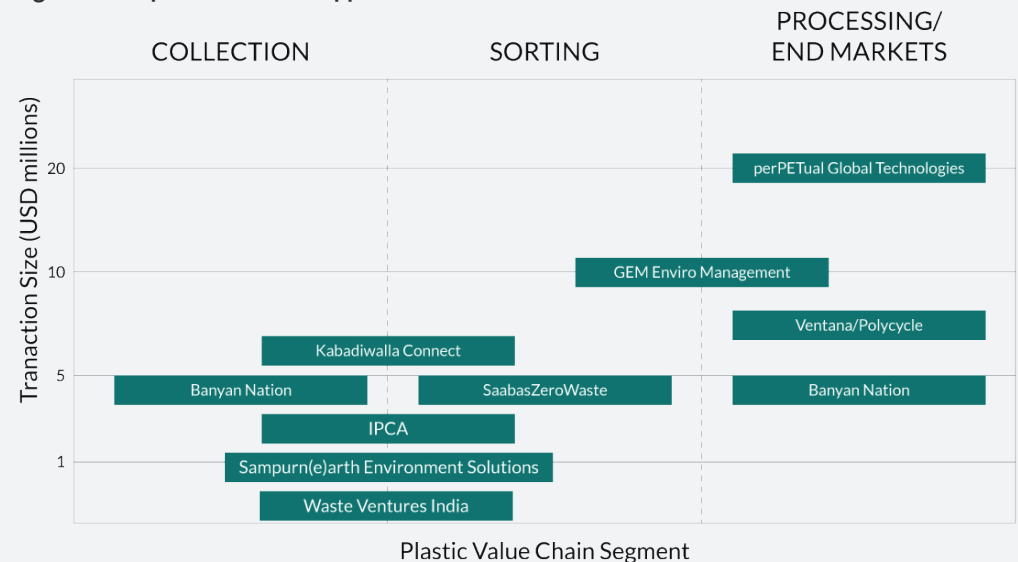 COLLECTION
SORTING
PROCESSING/
END MARKETS
Tranaction Size (USD millions)
20
10
5
1
perPETual Global Technologies
GEM Enviro Management
Ventana/Polycycle
Kabadiwalla Connect
Banyan Nation
SaabasZeroWaste
Banyan Nation
IPCA
Sampurn(e)arth Environment Solutions
Waste Ventures India
Plastic Value Chain Segment